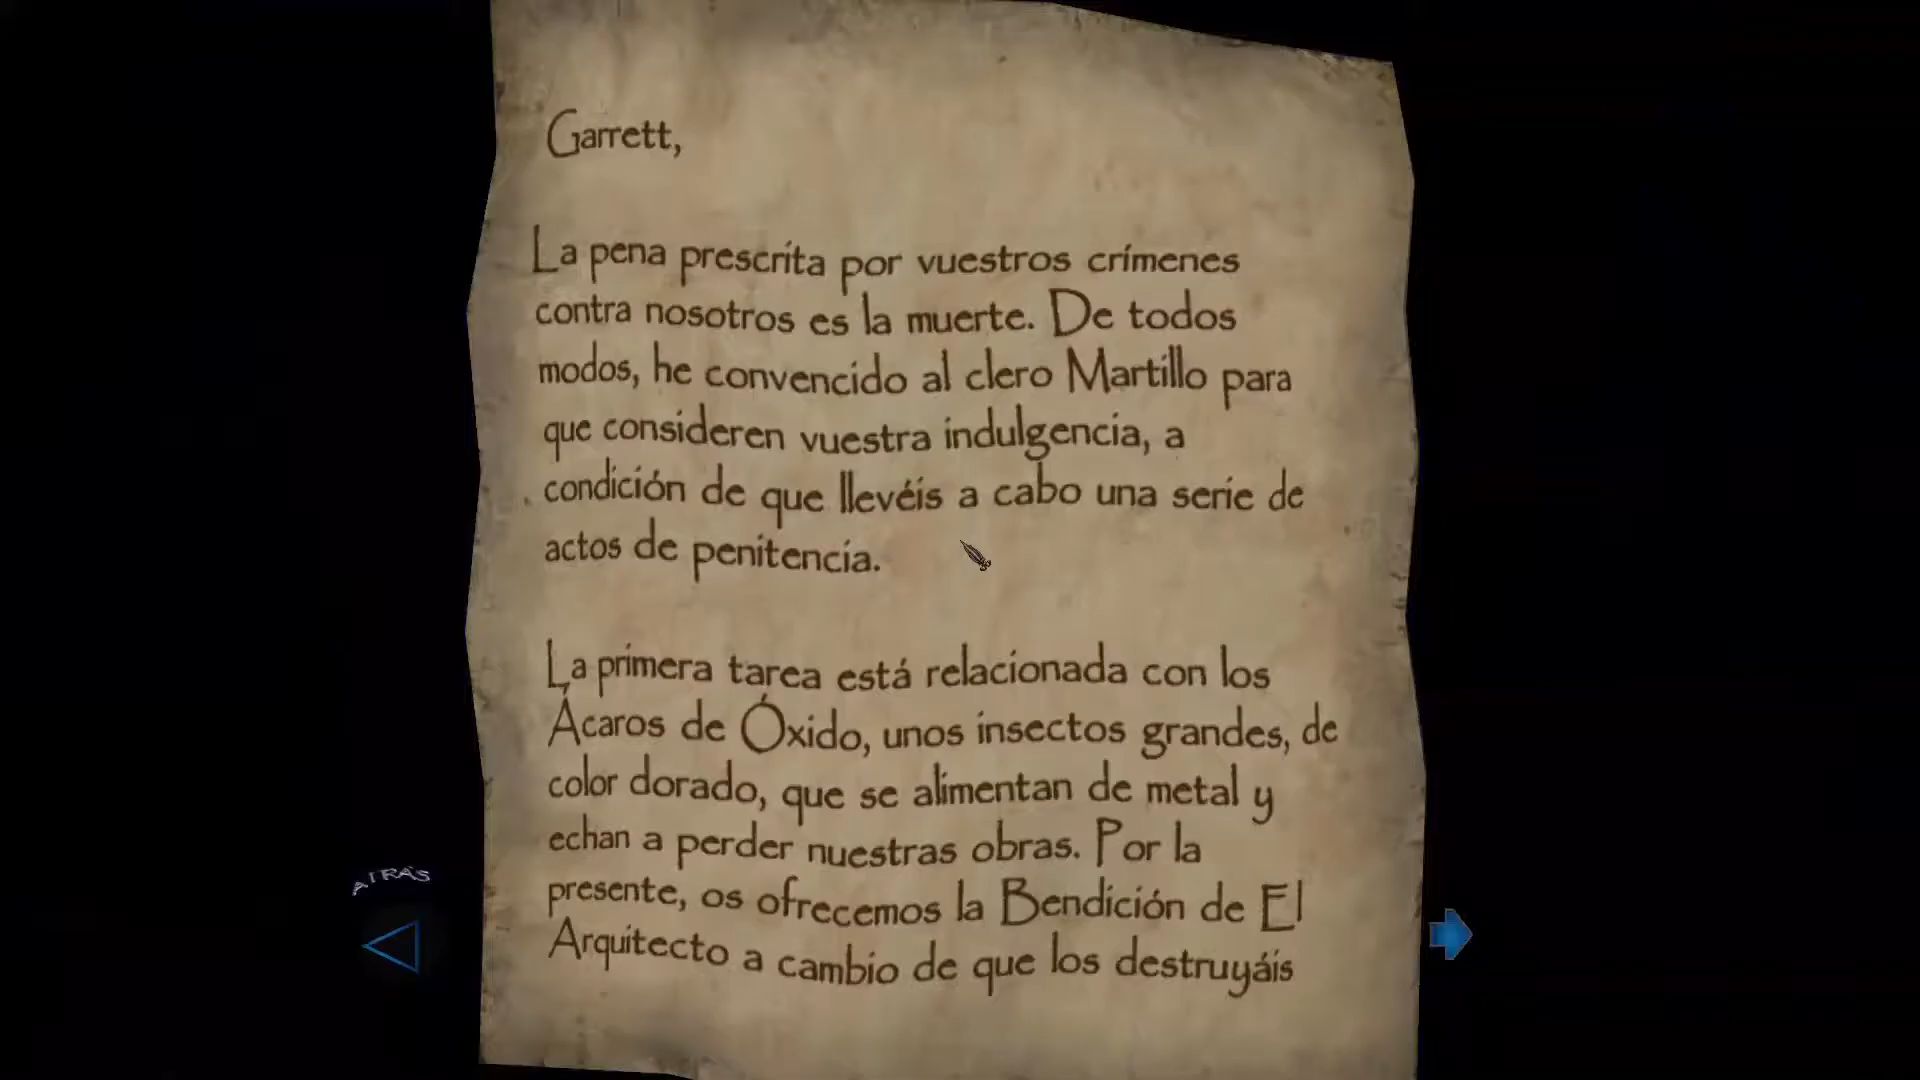 Garrett,
La pena prescrita por vuestros crímenes
contra nosotros es la muerte. De todos
modos, he convencido al clero Martillo para
que consideren vuestra indulgencia, a
condición de que llevéis a cabo una serie de
actos de penitencia.
La primera tarea está relacionada con los
Ácaros de Óxido, unos insectos grandes, de
color dorado, que se alimentan de metal y
echan a perder nuestras obras. Por la
presente, os ofrecemos la Bendición de El
Arquitecto a cambio de que los destruyáis
ATRÁS